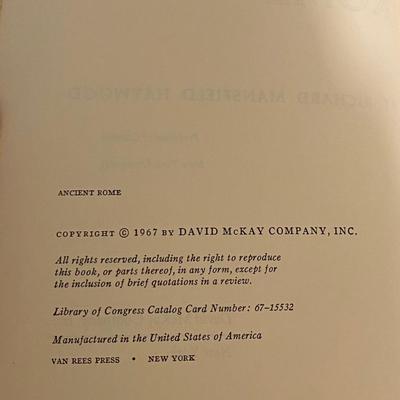 ANCIENT ROME
COPYRIGHT © 1967 BY DAVID McKAY COMPANY, INC.
All rights reserved, including the right to reproduce
this book, or parts thereof, in any form, except for
the inclusion of brief quotations in a review.
Library of Congress Catalog Card Number: 67-15532
Manufactured in the United States of America
VAN REES PRESS • NEW YORK